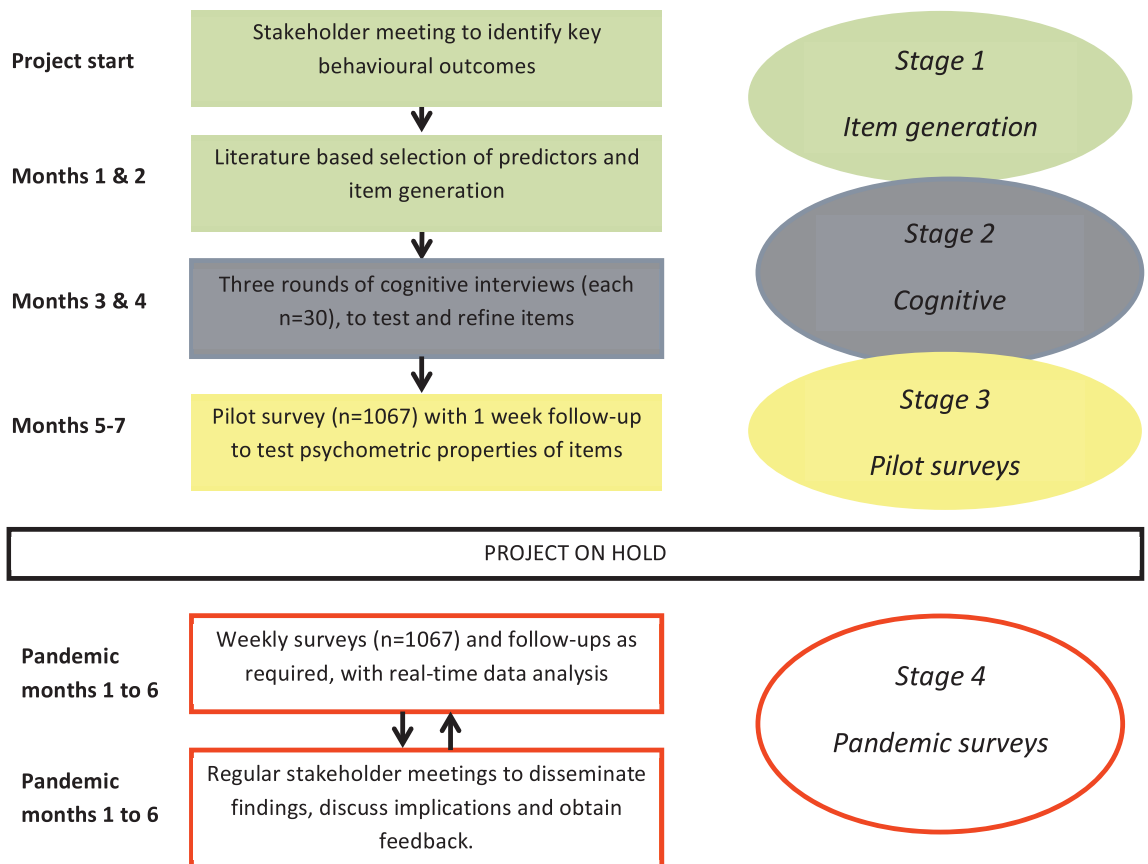 Project start
Stakeholder meeting to identify key
behavioural outcomes
Stage 1
Item generation
Months 1 & 2
Literature based selection of predictors and
item generation
Months 3 & 4
Three rounds of cognitive interviews (each
n=30), to test and refine items
Stage 2
Cognitive
Months 5-7
Pilot survey (n=1067) with 1 week follow-up
to test psychometric properties of items
Stage 3
Pilot surveys
PROJECT ON HOLD
Pandemic
months 1 to 6
Weekly surveys (n=1067) and follow-ups as
required, with real-time data analysis
Stage 4
Pandemic surveys
Pandemic
months 1 to 6
Regular stakeholder meetings to disseminate
findings, discuss implications and obtain
feedback.